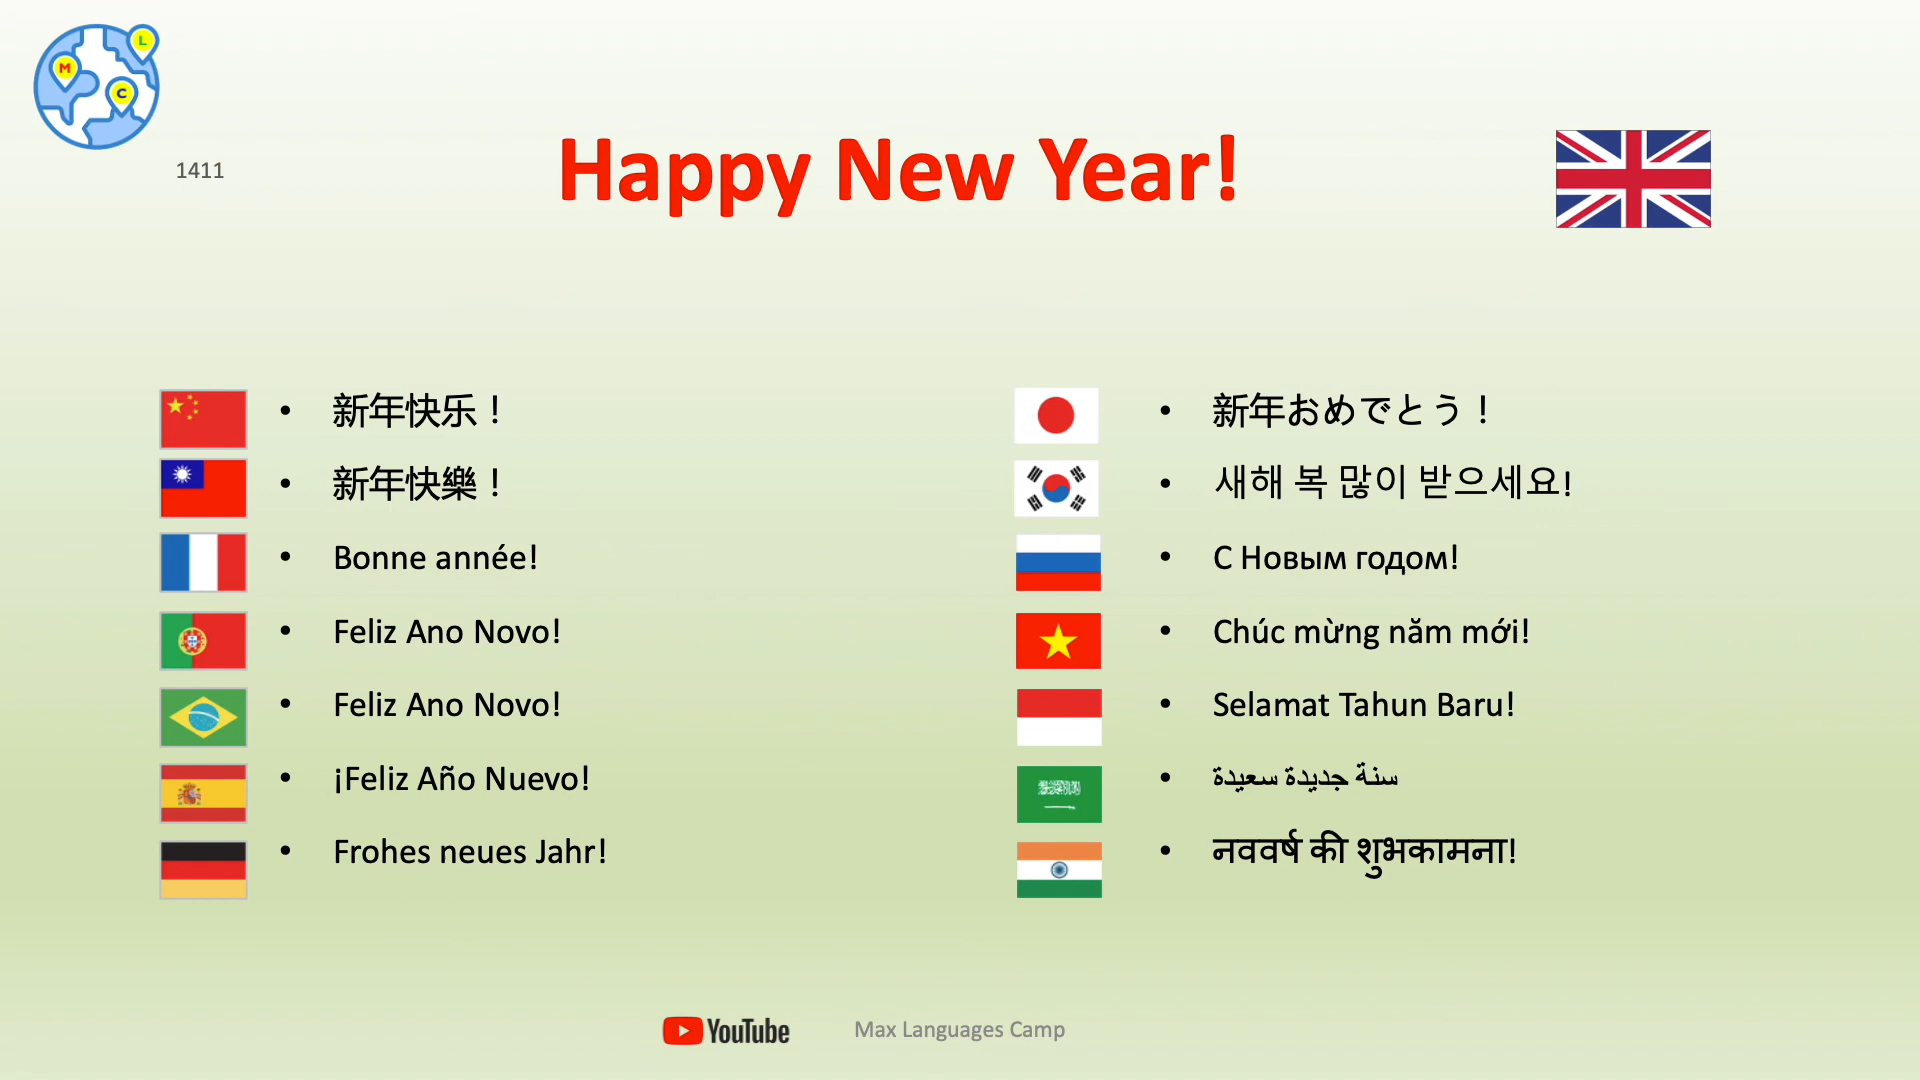 L
M
C
1411
Happy New Year!
• 新年快乐！
• 新年快樂！
• Bonne année!
• Feliz Ano Novo!
• Feliz Ano Novo!
• ¡Feliz Año Nuevo!
• Frohes neues Jahr!
• 新年おめでとう！
• 새해 복 많이 받으세요!
• С Новым годом!
• Chúc mừng năm mới!
• Selamat Tahun Baru!
• سنة جديدة سعيدة
• नववर्ष की शुभकामना!
YouTube Max Languages Camp